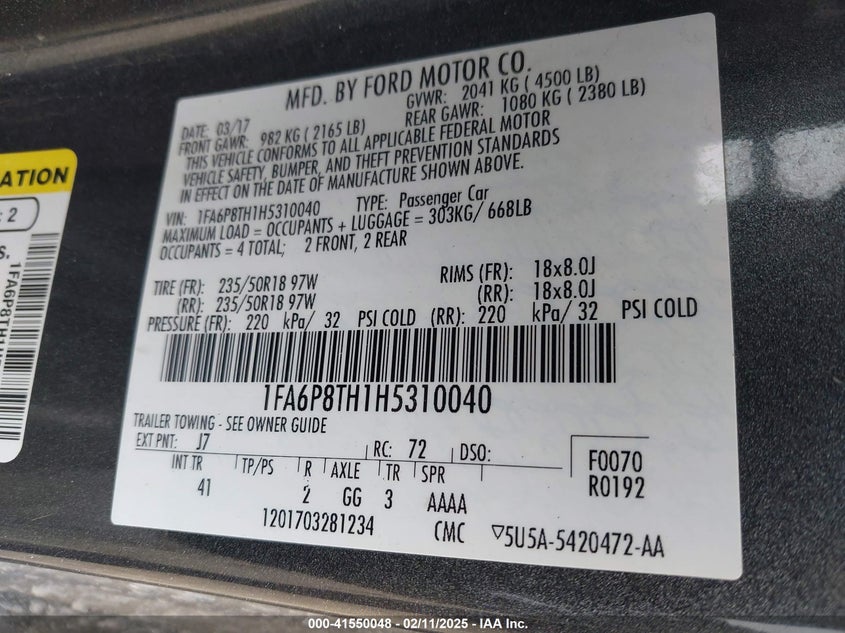 MFD. BY FORD MOTOR CO.
DATE: 03/17 GVWR: 2041 KG ( 4500 LB)
FRONT GAWR: 982 KG ( 2165 LB) REAR GAWR: 1080 KG ( 2380 LB)
THIS VEHICLE CONFORMS TO ALL APPLICABLE FEDERAL MOTOR
VEHICLE SAFETY, BUMPER, AND THEFT PREVENTION STANDARDS
IN EFFECT ON THE DATE OF MANUFACTURE SHOWN ABOVE.
VIN: 1FA6P8TH1H5310040 TYPE: Passenger Car
MAXIMUM LOAD = OCCUPANTS + LUGGAGE = 303KG/ 668LB
OCCUPANTS = 4 TOTAL; 2 FRONT, 2 REAR
TIRE (FR): 235/50R18 97W RIMS (FR): 18x8.0J
(RR): 235/50R18 97W (RR): 18x8.0J
PRESSURE (FR): 220 kPa/ 32 PSI COLD (RR): 220 kPa/ 32 PSI COLD
1FA6P8TH1H5310040
TRAILER TOWING - SEE OWNER GUIDE
EXT PNT: J7 RC: 72 DSO:
F0070
R0192
INT TR TP/PS R AXLE TR SPR
41 2 GG 3 AAAA
1201703281234 CMC ▽5U5A-5420472-AA
ATION
: 2
S.
1FA6P8TH1H
000-41550048 - 02/11/2025 - IAA Inc.